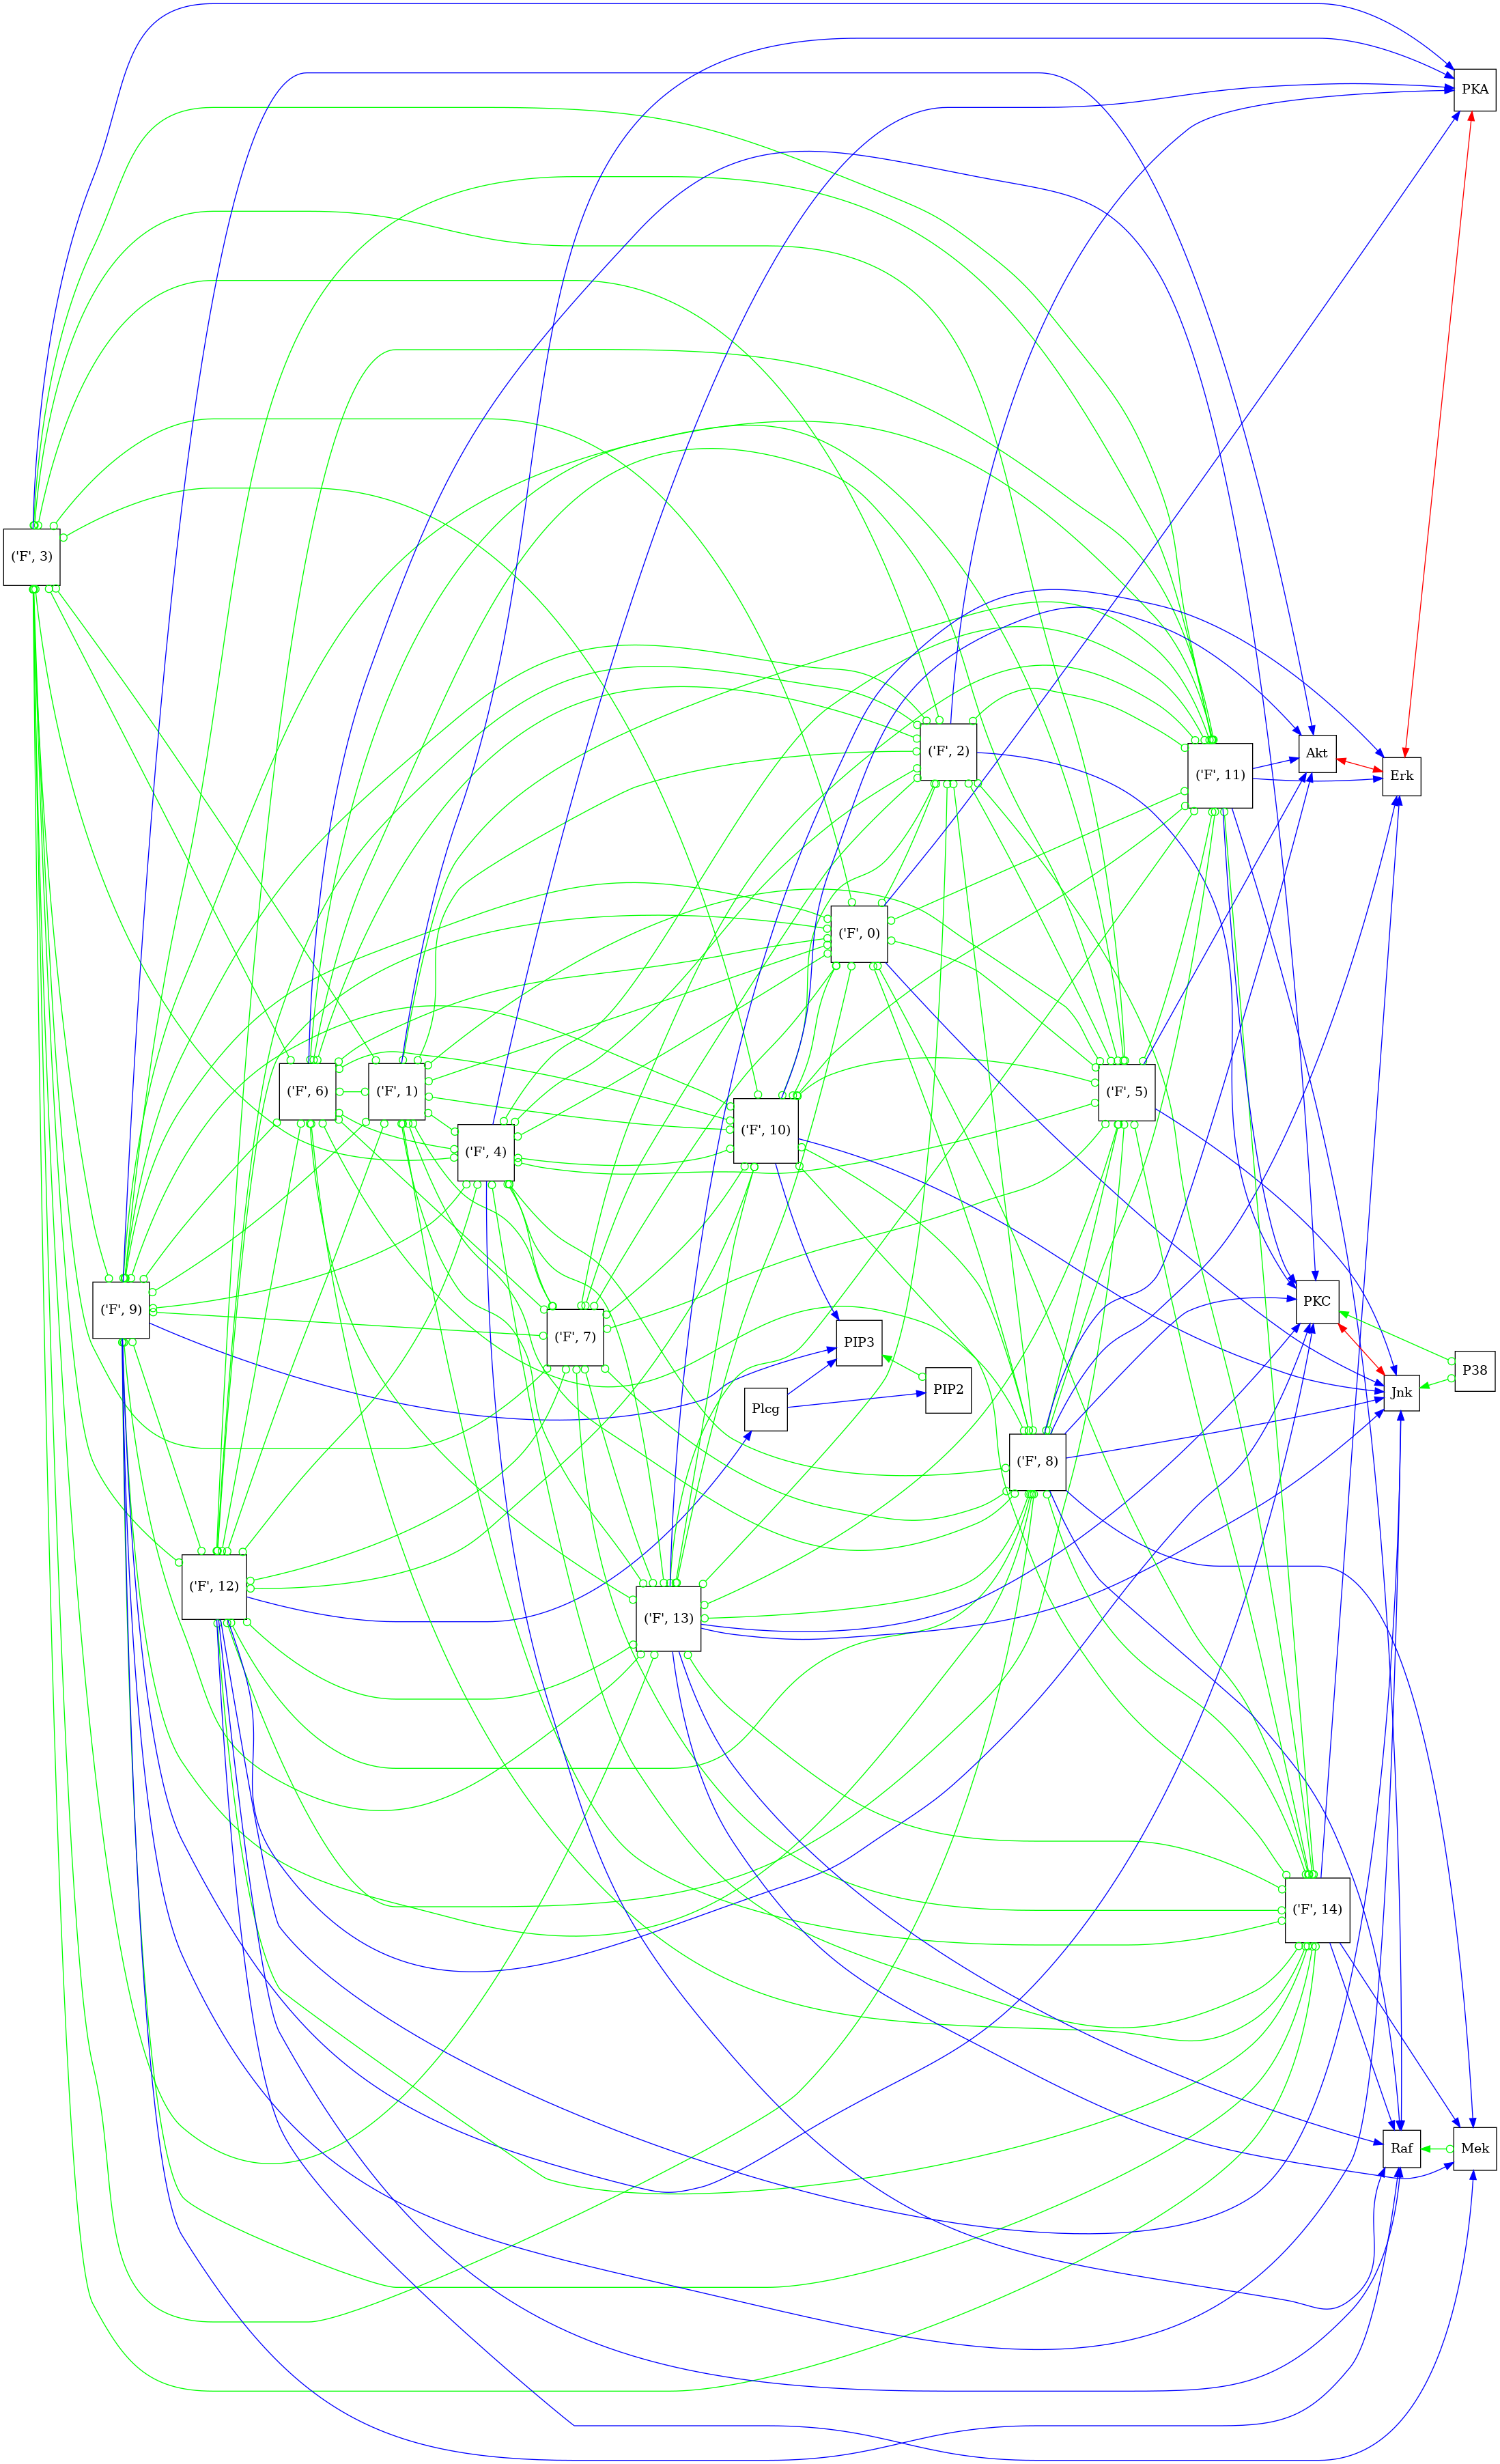 PKA
('F', 3)
('F', 2)
Akt
('F', 11)
Erk
('F', 0)
('F', 6)
('F', 1)
('F', 5)
('F', 10)
('F', 4)
PKC
('F', 9)
('F', 7)
PIP3
P38
PIP2
Jnk
Plcg
('F', 8)
('F', 12)
('F', 13)
('F', 14)
Raf
Mek